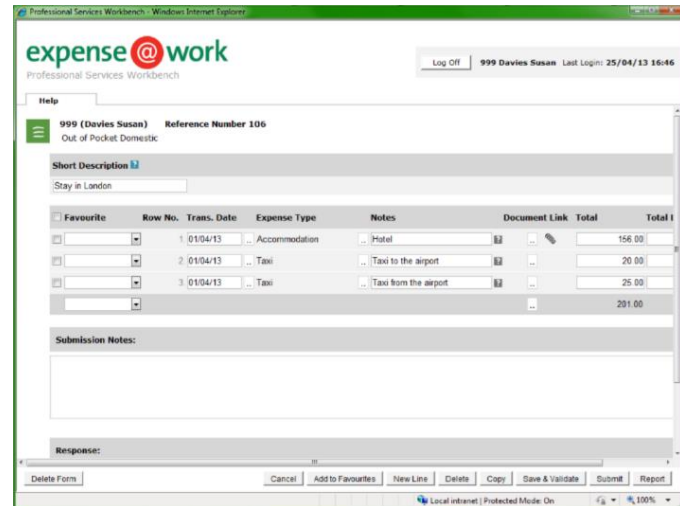 Professional Services Workbench - Windows Internet Explorer
expense@work
Professional Services Workbench
Log Off 999 Davies Susan Last Login: 25/04/13 16:46
Help
999 (Davies Susan) Reference Number 106
Out of Pocket Domestic
Short Description ?
Stay in London
Favourite Row No. Trans. Date Expense Type Notes Document Link Total Total
1 01/04/13 .. Accommodation .. Hotel .. 156.00
2 01/04/13 .. Taxi .. Taxi to the airport .. 20.00
3 01/04/13 .. Taxi .. Taxi from the airport .. 25.00
.. 201.00
Submission Notes:
Response:
Delete Form Cancel Add to Favourites New Line Delete Copy Save & Validate Submit Report
Local intranet | Protected Mode: On 100%